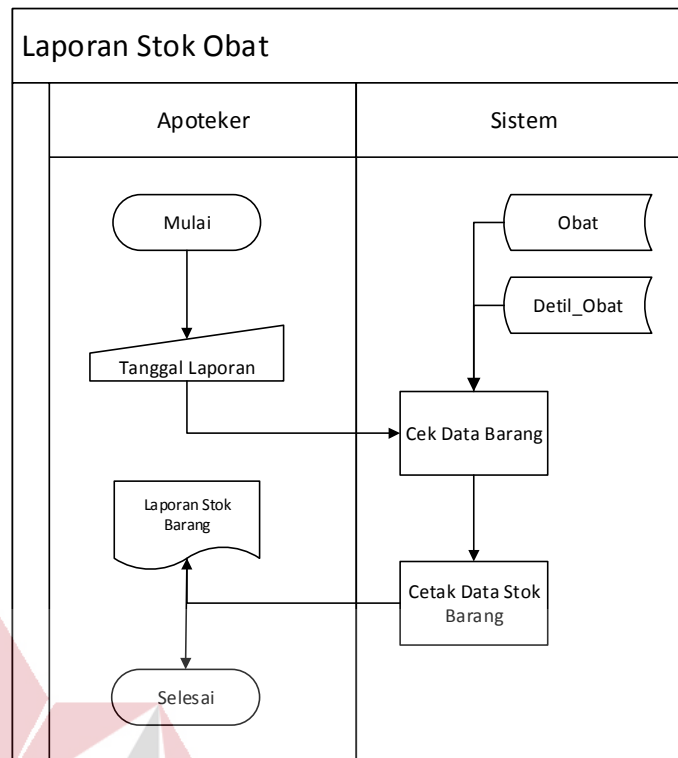 Laporan Stok Obat
Apoteker
Sistem
Mulai
Obat
Detil_Obat
Tanggal Laporan
Cek Data Barang
Laporan Stok
Barang
Cetak Data Stok
Barang
Selesai